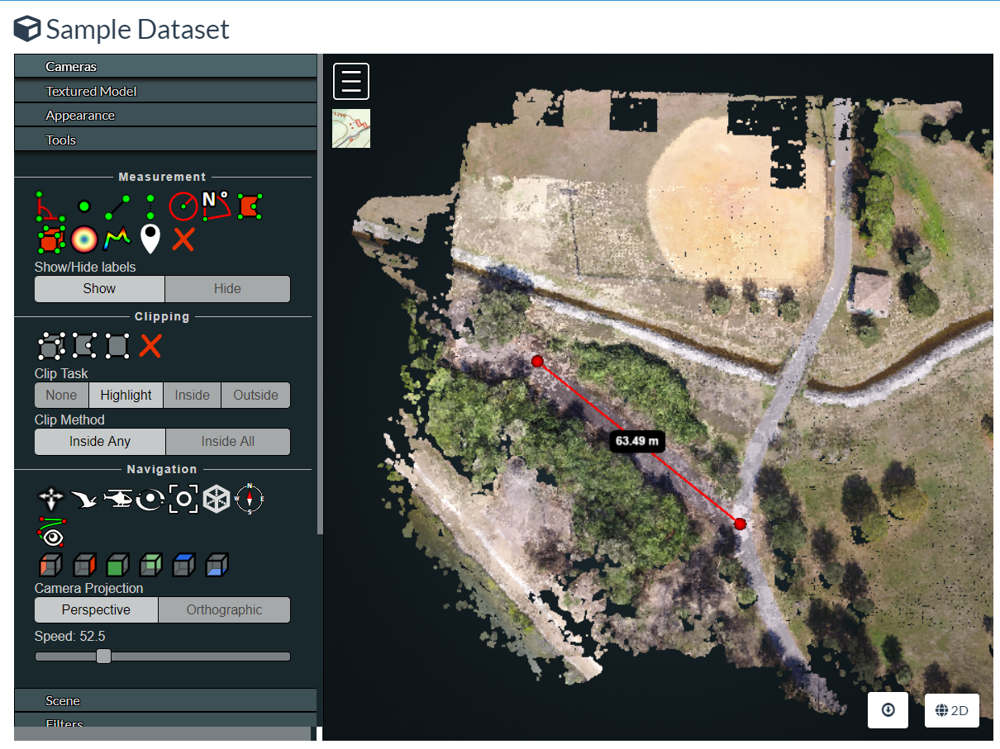 Sample Dataset
Cameras
Textured Model
Appearance
Tools
Measurement
N
Show/Hide labels
Show Hide
Clipping
Clip Task
None Highlight Inside Outside
Clip Method
Inside Any Inside All
Navigation
N
W E
S
Camera Projection
Perspective Orthographic
Speed: 52.5
Scene
Filters
63.49 m
2D